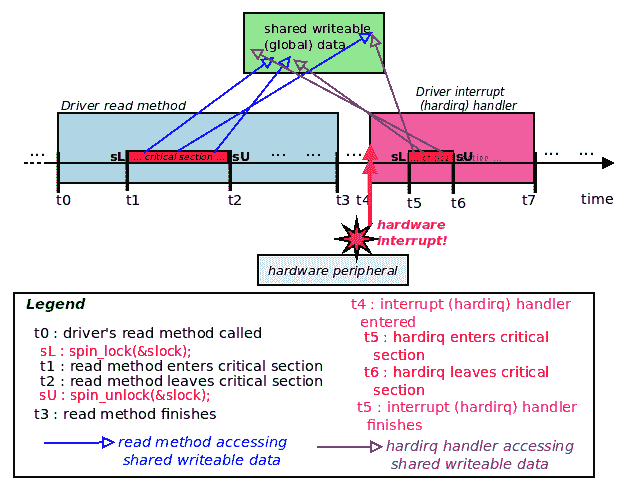 shared writeable
(global) data
Driver read method
Driver interrupt
(hardirq) handler
...
sL
... critical section ...
sU
...
...
...
sL
sU
...
...
t0
t1
t2
t3
t4
t5
t6
t7
time
hardware
interrupt!
hardware peripheral
Legend
t0 : driver's read method called
sL : spin_lock(&slock);
t1 : read method enters critical section
t2 : read method leaves critical section
sU : spin_unlock(&slock);
t3 : read method finishes
read method accessing
shared writeable data
t4 : interrupt (hardirq) handler
entered
t5 : hardirq enters critical
section
t6 : hardirq leaves critical
section
t5 : interrupt (hardirq) handler
finishes
hardirq handler accessing
shared writeable data